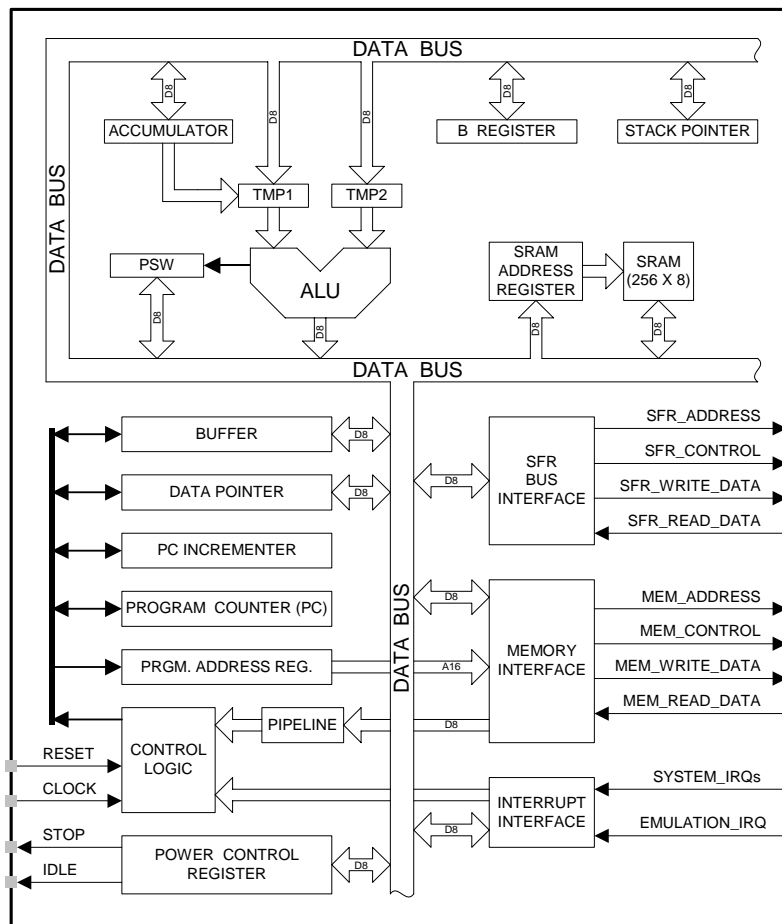 DATA BUS
D8
D8
D8
D8
D8
ACCUMULATOR
B REGISTER
STACK POINTER
DATA BUS
TMP1
TMP2
PSW
ALU
SRAM
ADDRESS
REGISTER
SRAM
(256 X 8)
D8
D8
D8
D8
DATA BUS
BUFFER
D8
DATA POINTER
D8
PC INCREMENTER
PROGRAM COUNTER (PC)
PRGM. ADDRESS REG.
A16
DATA BUS
D8
SFR
BUS
INTERFACE
SFR_ADDRESS
SFR_CONTROL
SFR_WRITE_DATA
SFR_READ_DATA
D8
MEMORY
INTERFACE
MEM_ADDRESS
MEM_CONTROL
MEM_WRITE_DATA
MEM_READ_DATA
CONTROL
LOGIC
PIPELINE
D8
RESET
CLOCK
STOP
IDLE
POWER CONTROL
REGISTER
D8
D8
INTERRUPT
INTERFACE
SYSTEM_IRQs
EMULATION_IRQ